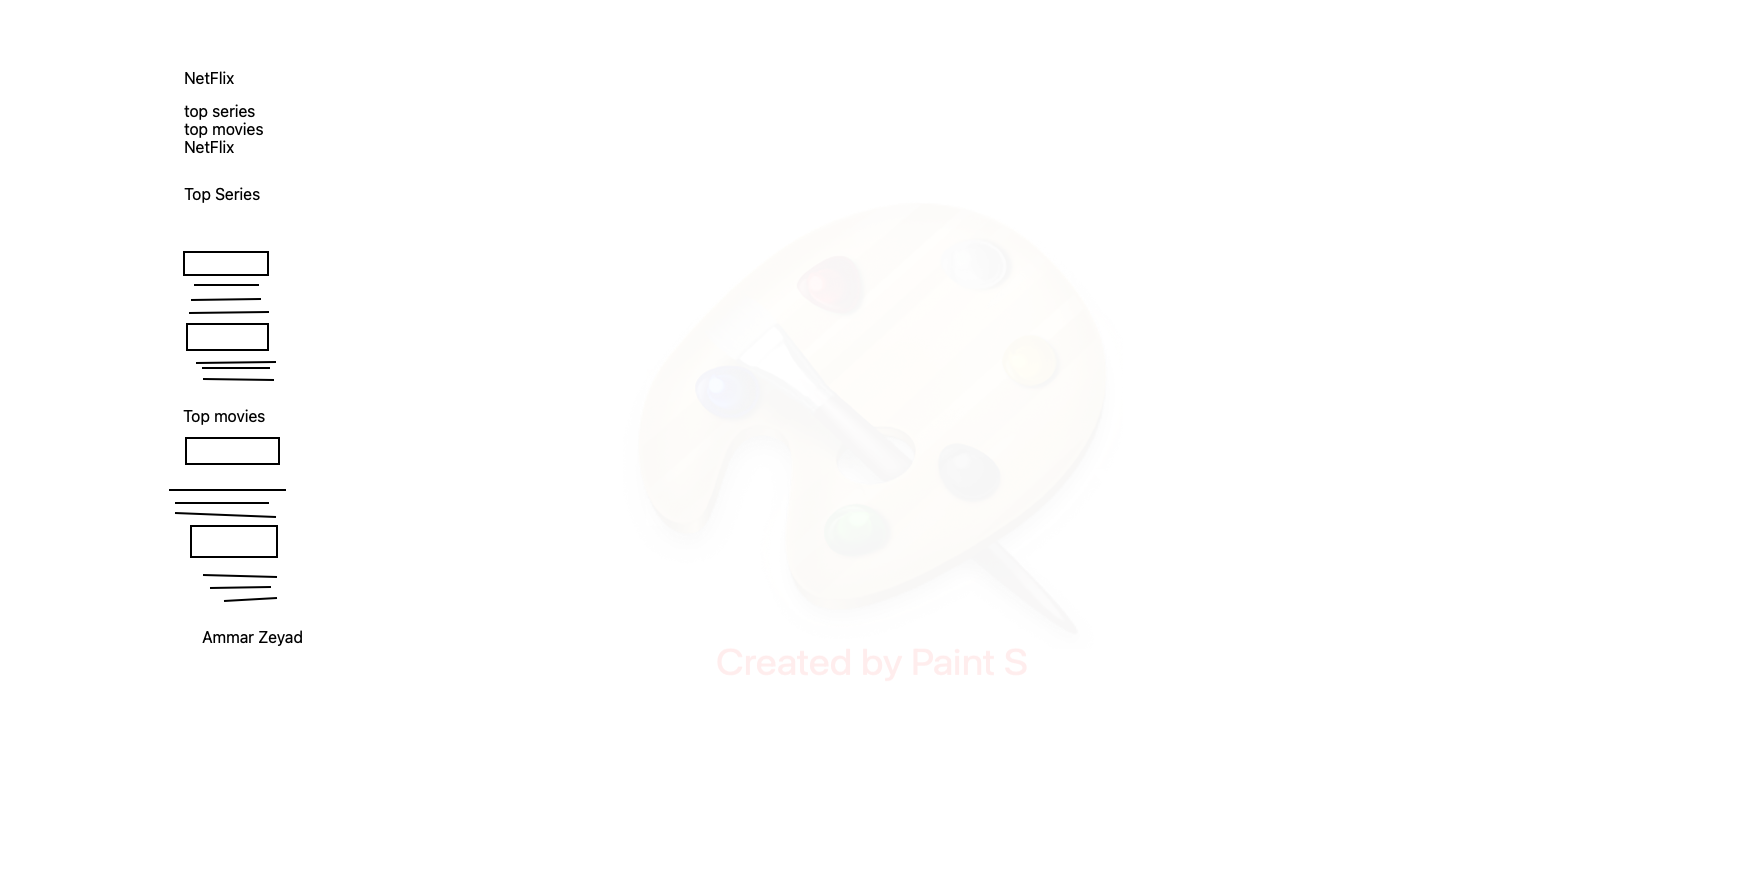 NetFlix
top series
top movies
NetFlix
Top Series
Top movies
Ammar Zeyad
Created by Paint S